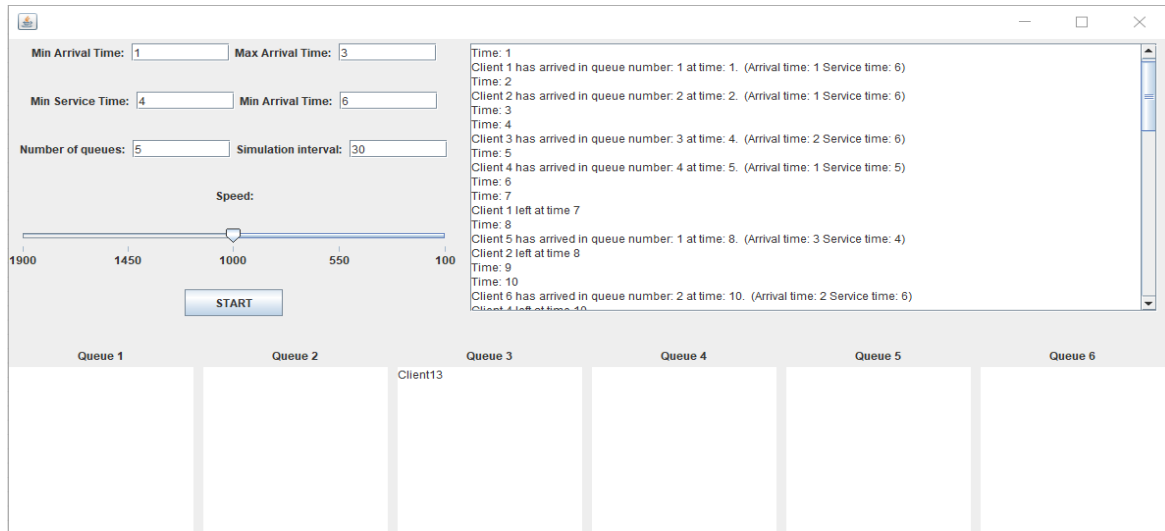 Min Arrival Time: 1 Max Arrival Time: 3
Min Service Time: 4 Min Arrival Time: 6
Number of queues: 5 Simulation interval: 30
Speed:
1900 1450 1000 550 100
START
Time: 1
Client 1 has arrived in queue number: 1 at time: 1. (Arrival time: 1 Service time: 6)
Time: 2
Client 2 has arrived in queue number: 2 at time: 2. (Arrival time: 1 Service time: 6)
Time: 3
Time: 4
Client 3 has arrived in queue number: 3 at time: 4. (Arrival time: 2 Service time: 6)
Time: 5
Client 4 has arrived in queue number: 4 at time: 5. (Arrival time: 1 Service time: 5)
Time: 6
Time: 7
Client 1 left at time 7
Time: 8
Client 5 has arrived in queue number: 1 at time: 8. (Arrival time: 3 Service time: 4)
Client 2 left at time 8
Time: 9
Time: 10
Client 6 has arrived in queue number: 2 at time: 10. (Arrival time: 2 Service time: 6)
Client 4 left at time 10
Queue 1 Queue 2 Queue 3 Queue 4 Queue 5 Queue 6
Client13